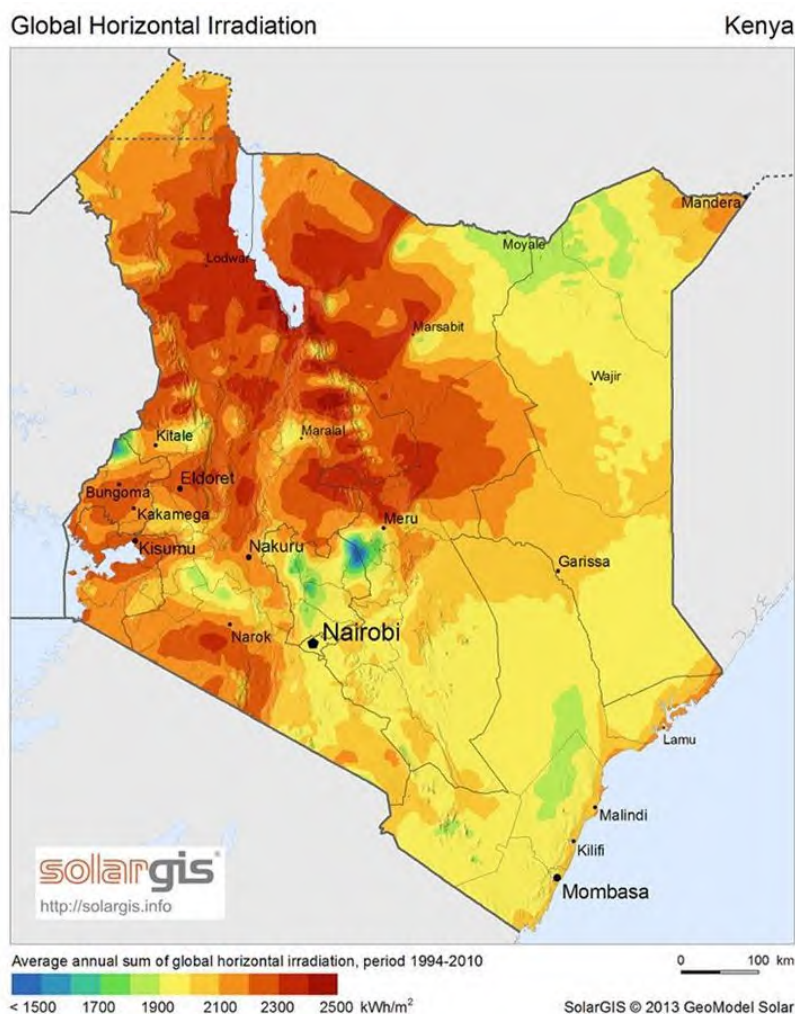 Global Horizontal Irradiation
Kenya
Mandera
Moyale
Lodwar
Marsabit
Wajir
Maralal
Kitale
Eldoret
Bungoma
Kakamega
Meru
Kisumu
Nakuru
Garissa
Narok
Nairobi
Lamu
Malindi
Kilifi
Mombasa
solargis
http://solargis.info
Average annual sum of global horizontal irradiation, period 1994-2010
0 100 km
< 1500 1700 1900 2100 2300 2500 kWh/m²
SolarGIS © 2013 GeoModel Solar